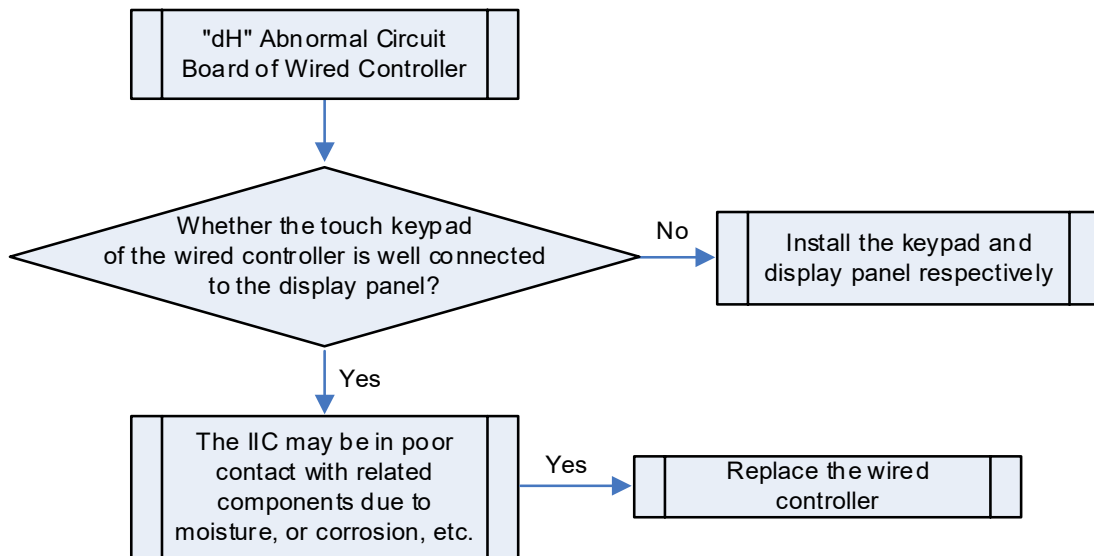 "dH" Abnormal Circuit
Board of Wired Controller
Whether the touch keypad
of the wired controller is well connected
to the display panel?
No
Install the keypad and
display panel respectively
Yes
The IIC may be in poor
contact with related
components due to
moisture, or corrosion, etc.
Yes
Replace the wired
controller